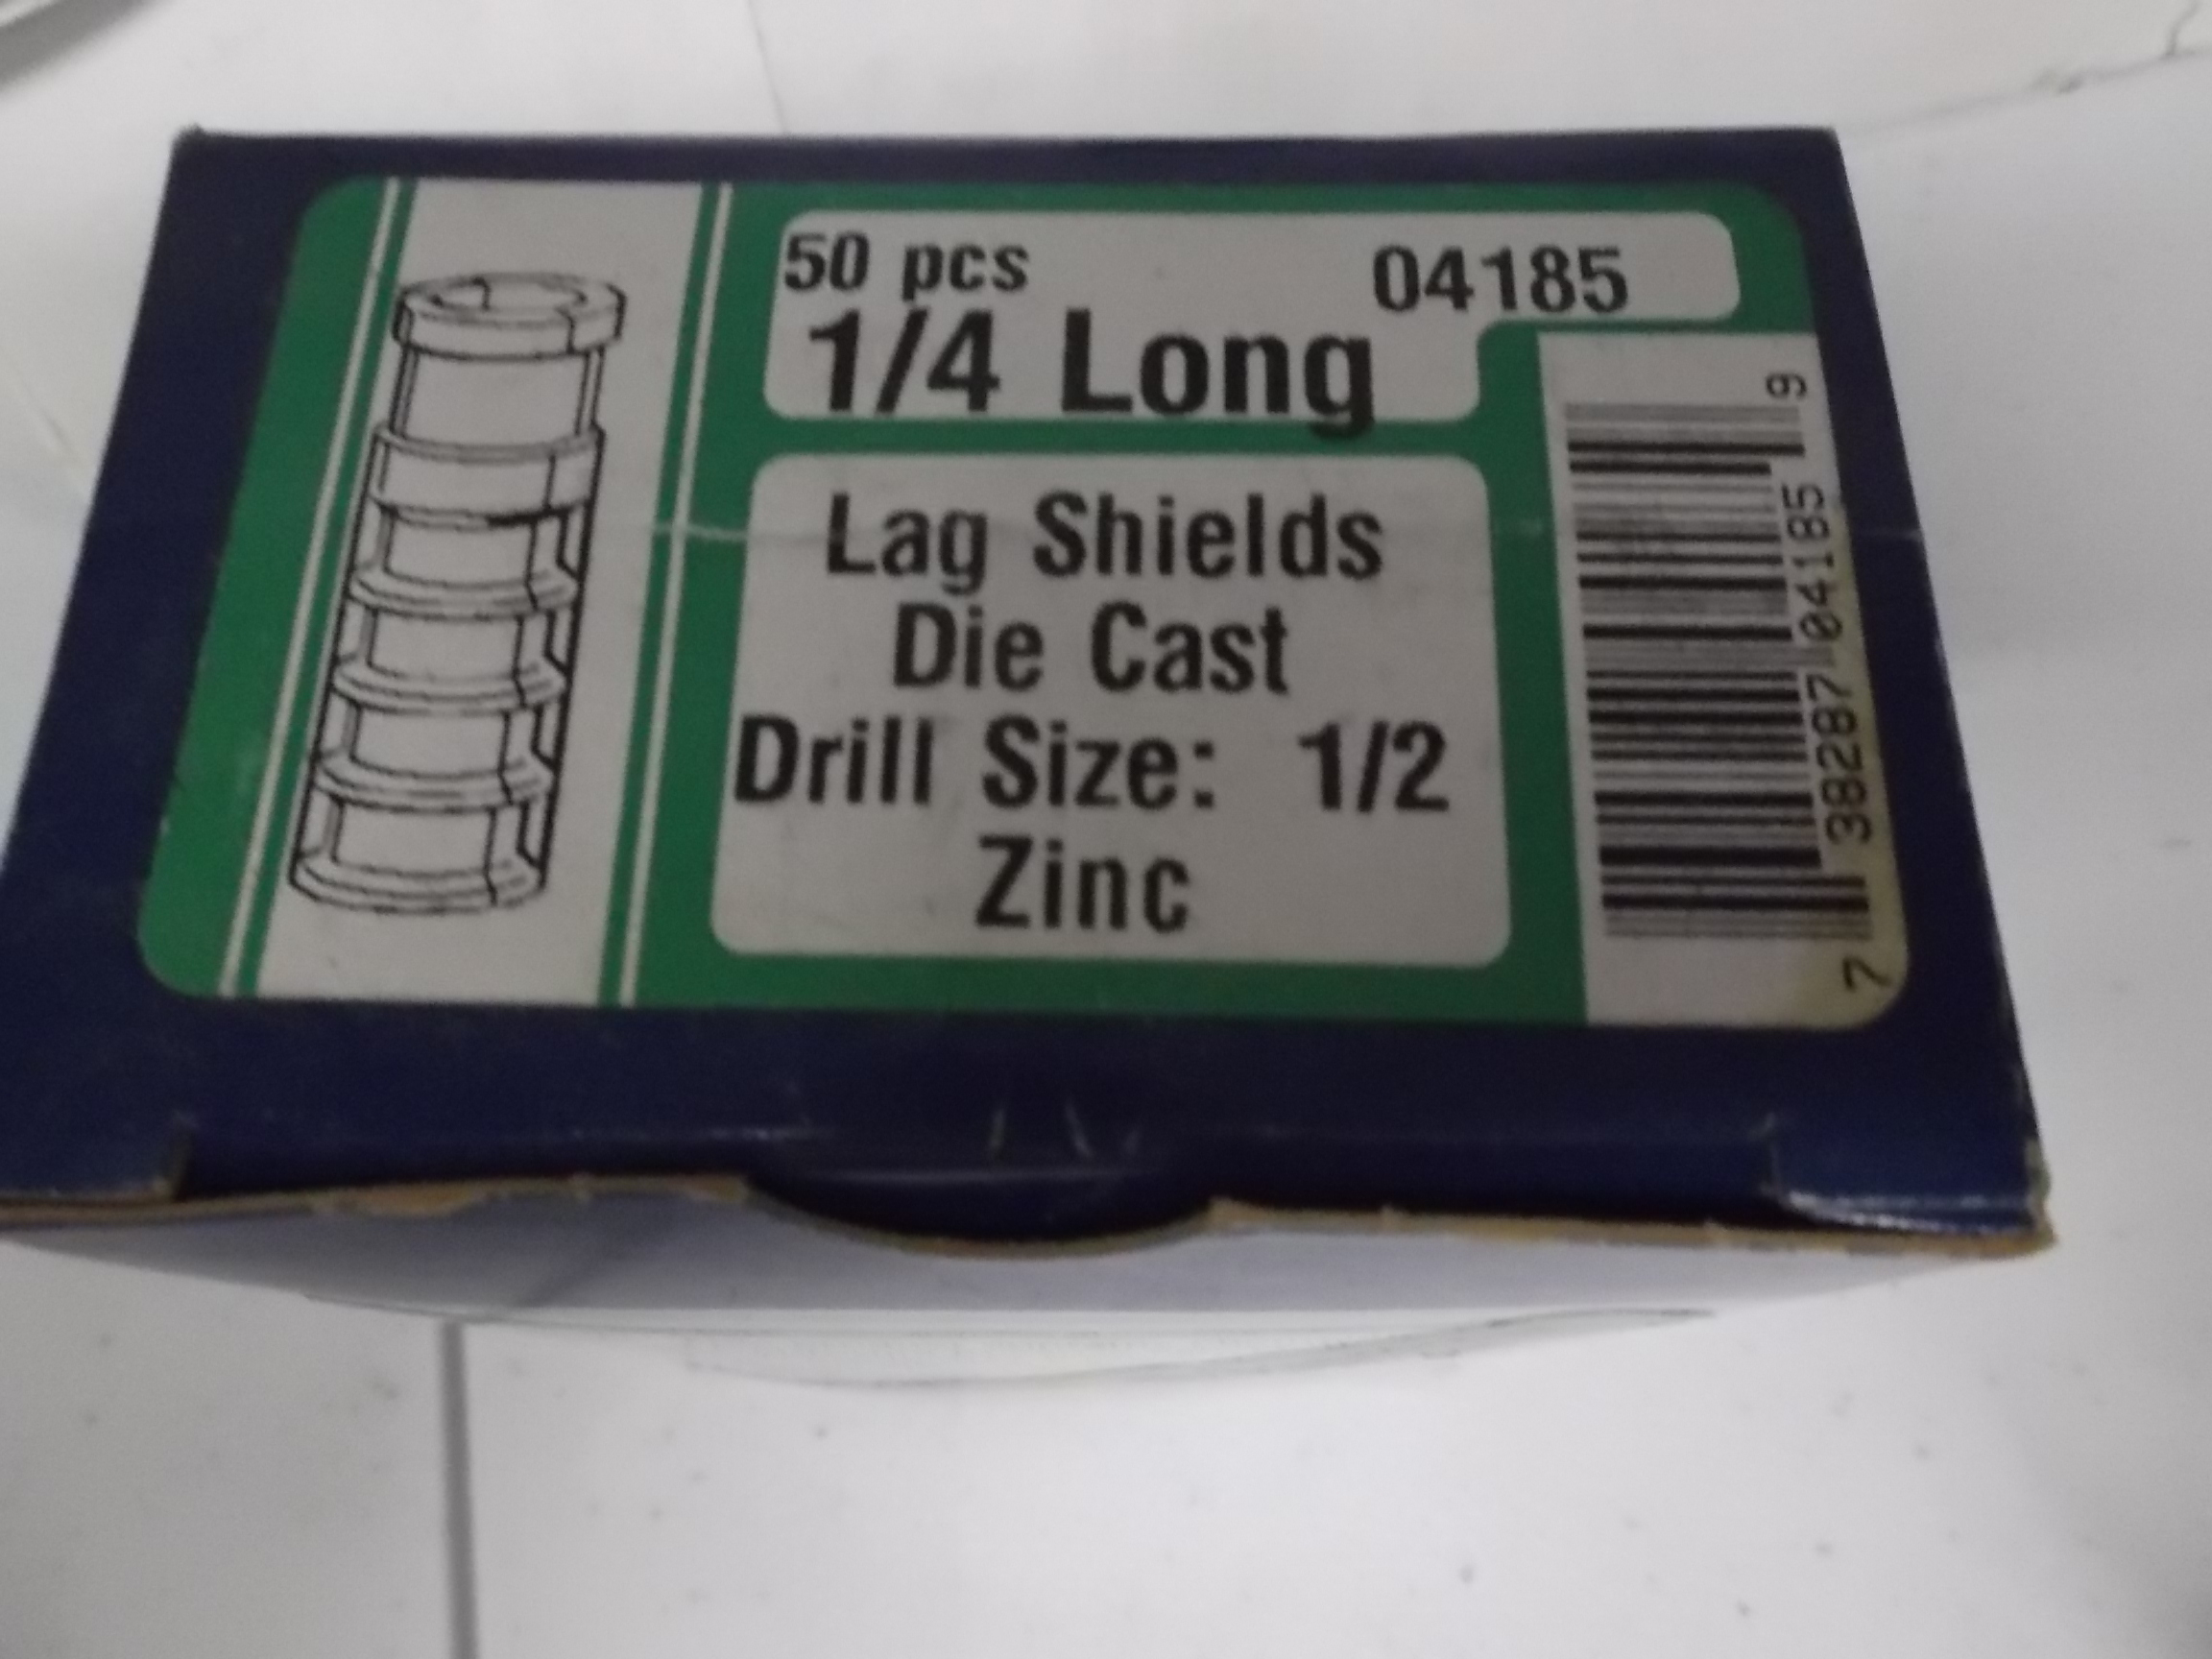 50 pcs 04185
1/4 Long
Lag Shields
Die Cast
Drill Size: 1/2
Zinc
7 38287 04185 9